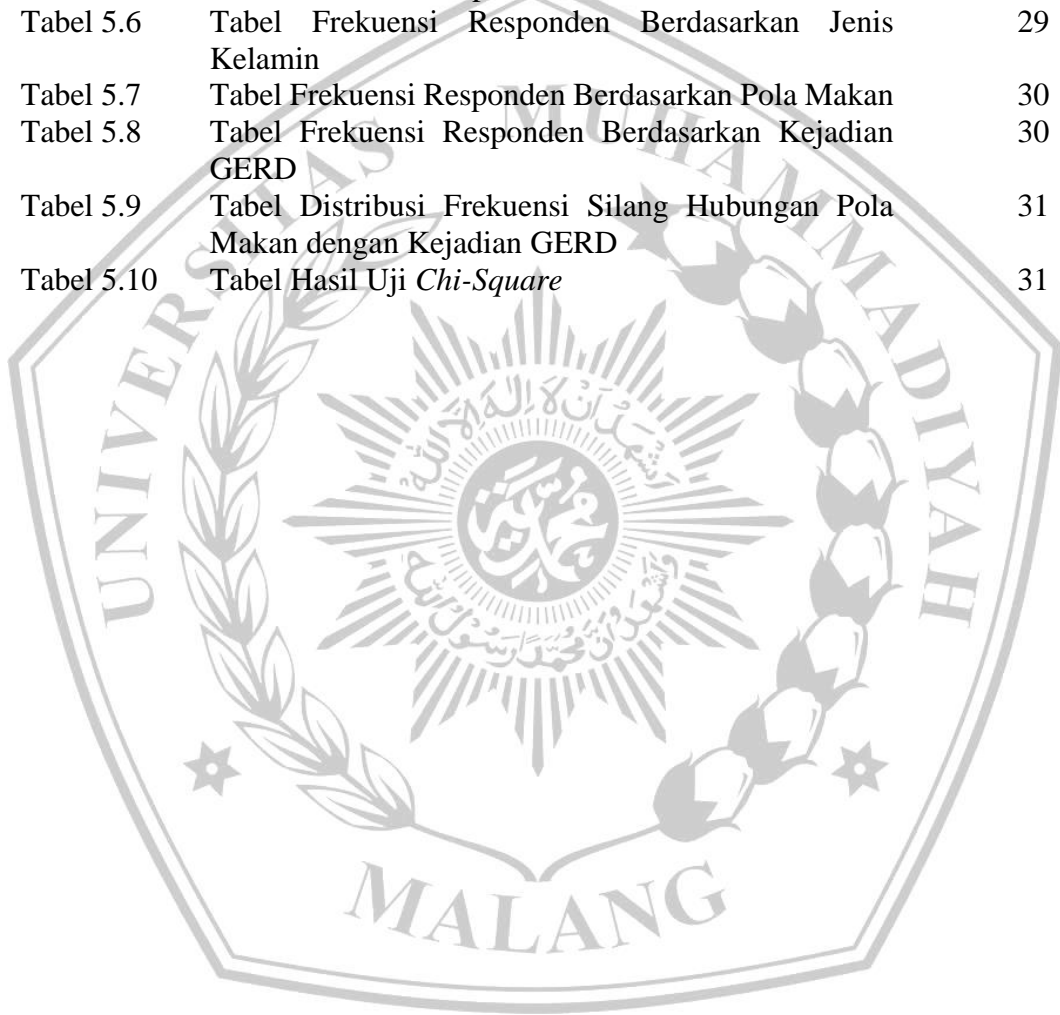 Tabel 5.6 Tabel Frekuensi Responden Berdasarkan Jenis 29
Kelamin
Tabel 5.7 Tabel Frekuensi Responden Berdasarkan Pola Makan 30
Tabel 5.8 Tabel Frekuensi Responden Berdasarkan Kejadian 30
GERD
Tabel 5.9 Tabel Distribusi Frekuensi Silang Hubungan Pola 31
Makan dengan Kejadian GERD
Tabel 5.10 Tabel Hasil Uji Chi-Square 31
UNIVERSITAS MUHAMMADIYAH
MALANG